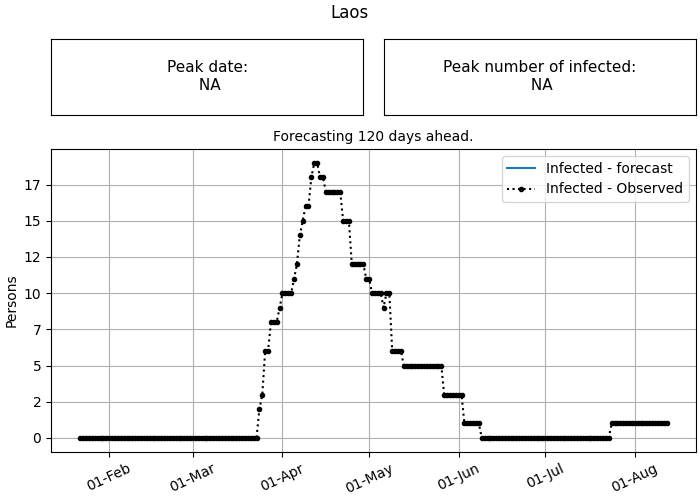 Laos
Peak date:
NA
Peak number of infected:
NA
Forecasting 120 days ahead.
Infected - forecast
Infected - Observed
Persons
17
15
12
10
7
5
2
0
01-Feb
01-Mar
01-Apr
01-May
01-Jun
01-Jul
01-Aug